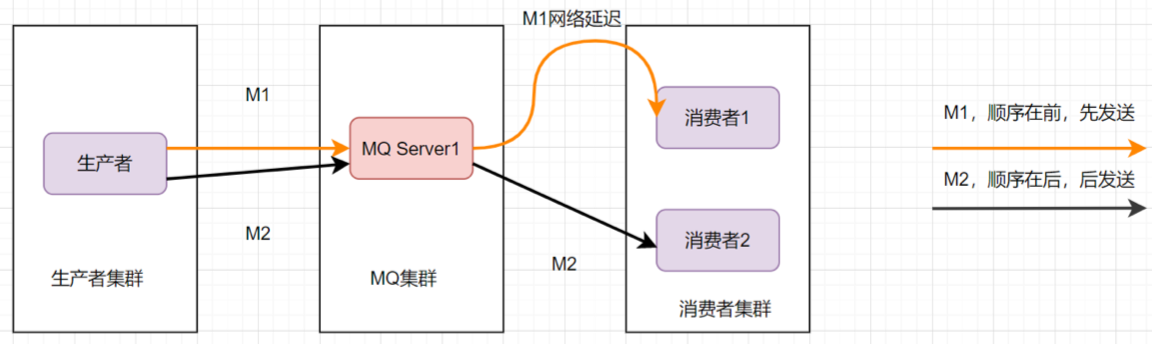 M1网络延迟
M1
M1，顺序在前，先发送
消费者1
MQ Server1
生产者
M2，顺序在后，后发送
M2
消费者2
M2
生产者集群
MQ集群
消费者集群